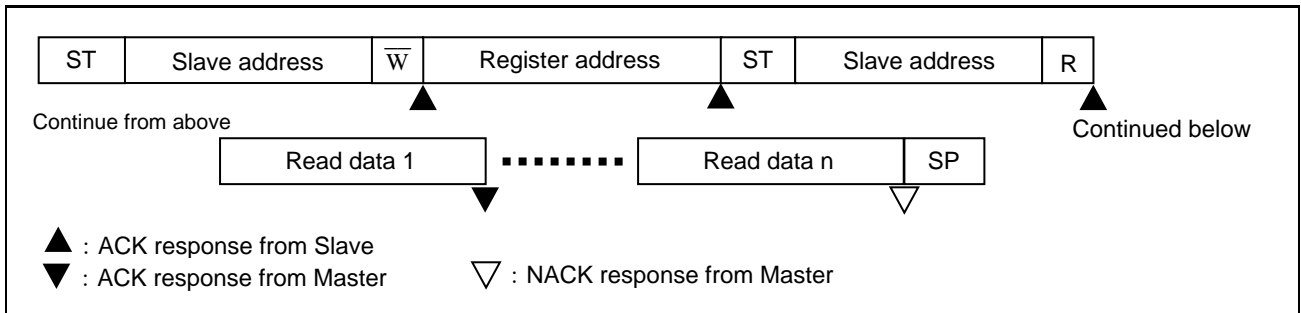 ST Slave address W Register address ST Slave address R
Continue from above
Continued below
Read data 1 Read data n SP
: ACK response from Slave
: ACK response from Master : NACK response from Master